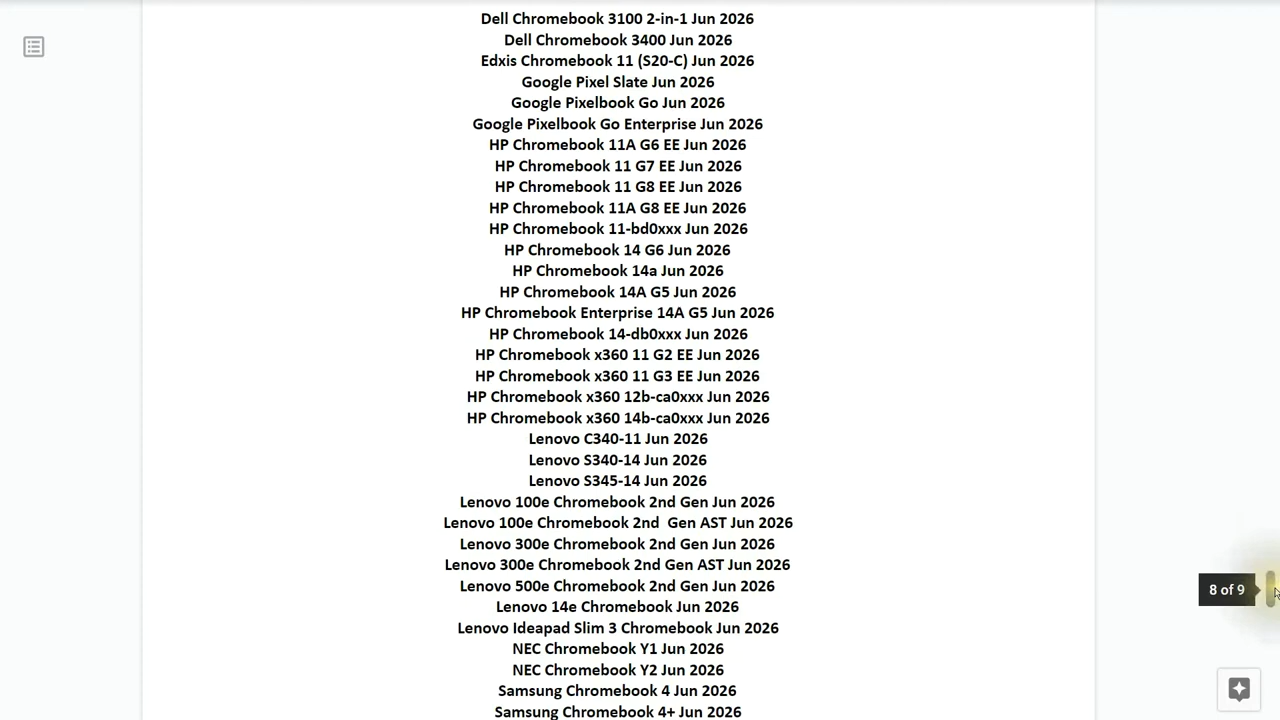 Dell Chromebook 3100 2-in-1 Jun 2026
Dell Chromebook 3400 Jun 2026
Edxis Chromebook 11 (S20-C) Jun 2026
Google Pixel Slate Jun 2026
Google Pixelbook Go Jun 2026
Google Pixelbook Go Enterprise Jun 2026
HP Chromebook 11A G6 EE Jun 2026
HP Chromebook 11 G7 EE Jun 2026
HP Chromebook 11 G8 EE Jun 2026
HP Chromebook 11A G8 EE Jun 2026
HP Chromebook 11-bd0xxx Jun 2026
HP Chromebook 14 G6 Jun 2026
HP Chromebook 14a Jun 2026
HP Chromebook 14A G5 Jun 2026
HP Chromebook Enterprise 14A G5 Jun 2026
HP Chromebook 14-db0xxx Jun 2026
HP Chromebook x360 11 G2 EE Jun 2026
HP Chromebook x360 11 G3 EE Jun 2026
HP Chromebook x360 12b-ca0xxx Jun 2026
HP Chromebook x360 14b-ca0xxx Jun 2026
Lenovo C340-11 Jun 2026
Lenovo S340-14 Jun 2026
Lenovo S345-14 Jun 2026
Lenovo 100e Chromebook 2nd Gen Jun 2026
Lenovo 100e Chromebook 2nd  Gen AST Jun 2026
Lenovo 300e Chromebook 2nd Gen Jun 2026
Lenovo 300e Chromebook 2nd Gen AST Jun 2026
Lenovo 500e Chromebook 2nd Gen Jun 2026
8 of 9
Lenovo 14e Chromebook Jun 2026
Lenovo Ideapad Slim 3 Chromebook Jun 2026
NEC Chromebook Y1 Jun 2026
NEC Chromebook Y2 Jun 2026
Samsung Chromebook 4 Jun 2026
Samsung Chromebook 4+ Jun 2026